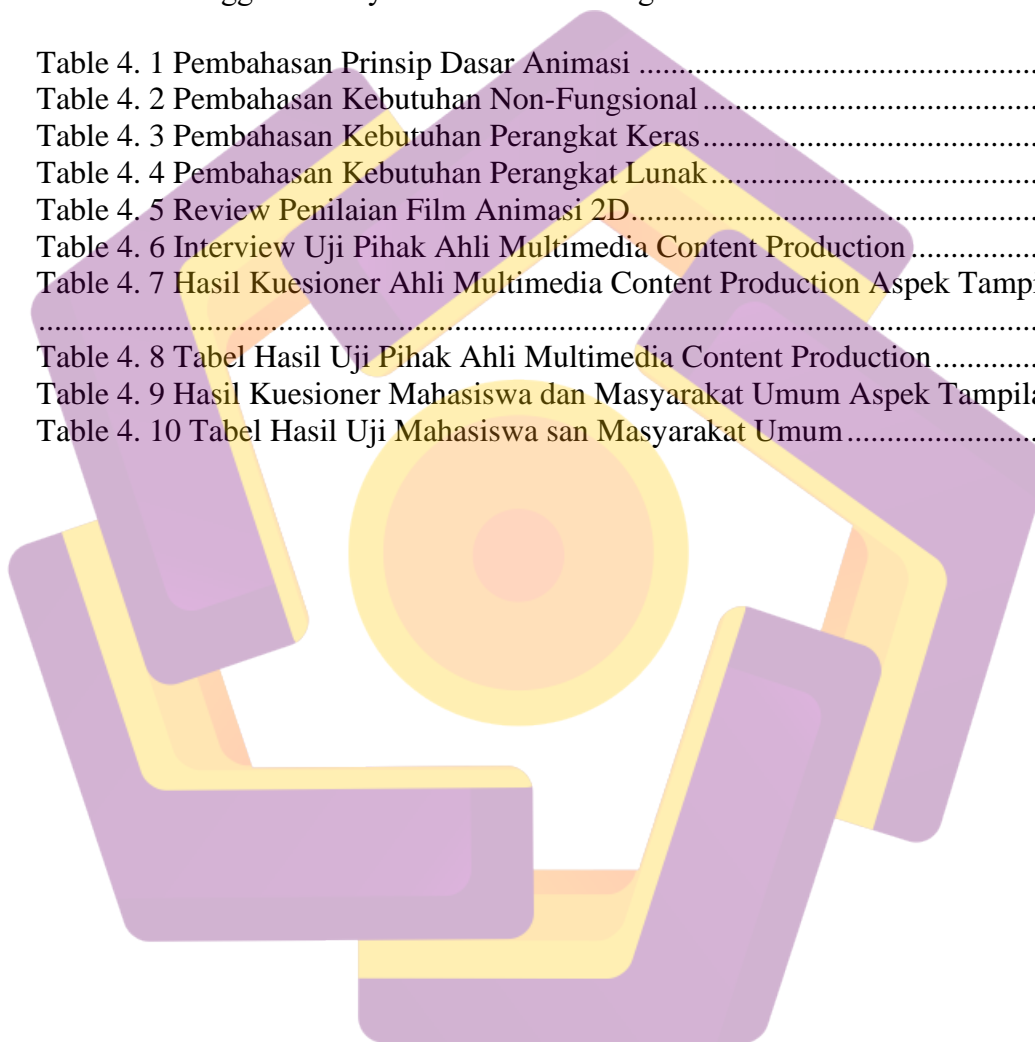 Table 4. 1 Pembahasan Prinsip Dasar Animasi ..................................................
Table 4. 2 Pembahasan Kebutuhan Non-Fungsional ..........................................
Table 4. 3 Pembahasan Kebutuhan Perangkat Keras..........................................
Table 4. 4 Pembahasan Kebutuhan Perangkat Lunak.........................................
Table 4. 5 Review Penilaian Film Animasi 2D...................................................
Table 4. 6 Interview Uji Pihak Ahli Multimedia Content Production ................
Table 4. 7 Hasil Kuesioner Ahli Multimedia Content Production Aspek
.............................................................................................................................
Table 4. 8 Tabel Hasil Uji Pihak Ahli Multimedia Content Production.............
Table 4. 9 Hasil Kuesioner Mahasiswa dan Masyarakat Umum Aspek
Table 4. 10 Tabel Hasil Uji Mahasiswa san Masyarakat Umum ........................